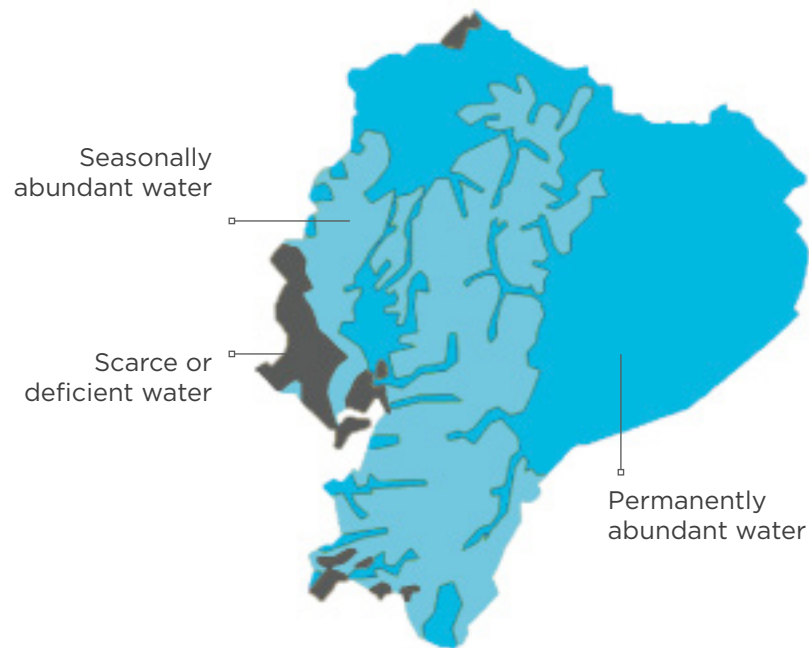 Seasonally
abundant water
Scarce or
deficient water
Permanently
abundant water